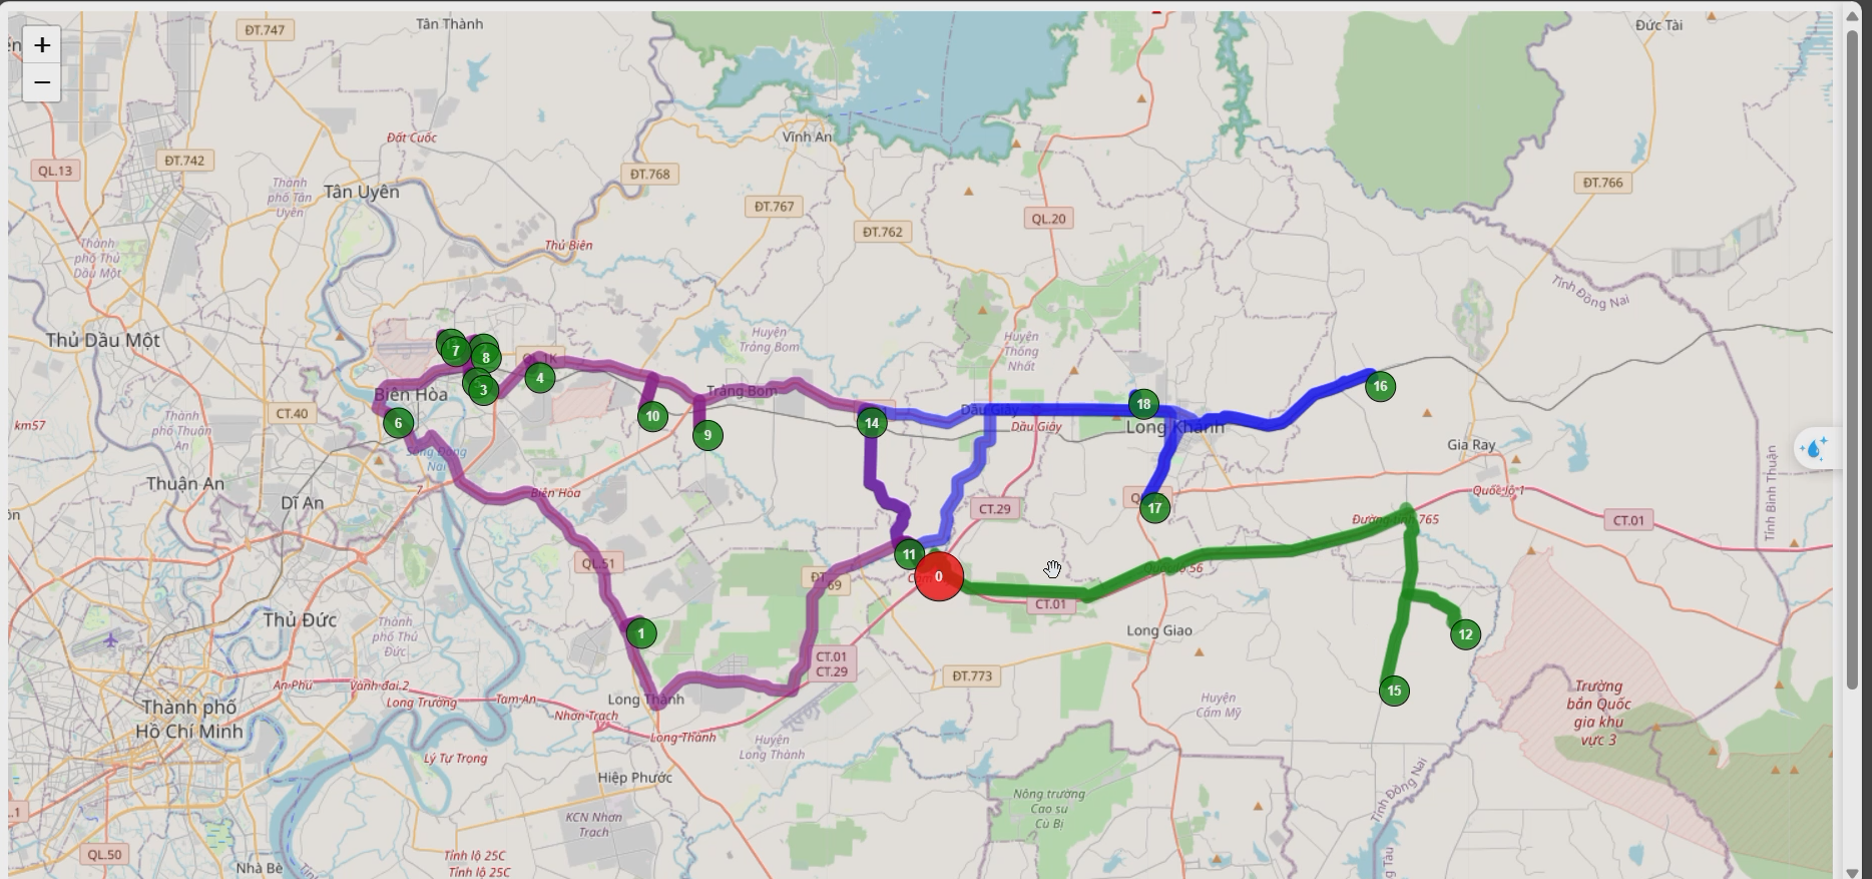 +
−
ĐT.747
Tân Thành
Đức Tài
Đất Cuốc
Vĩnh An
QL.13
ĐT.742
ĐT.768
ĐT.766
Tân Uyên
Thành
phố Tân
Uyên
ĐT.767
QL.20
ĐT.762
Thủ Biên
Thành
phố Thủ
Dầu Một
Tỉnh Đồng Nai
Thủ Dầu Một
Huyện
Trảng Bom
Huyện
Thống
Nhất
7
8
3
4
QL.1K
16
Biên Hòa
Trảng Bom
18
CT.40
10
9
14
Dầu Giây
Dầu Giây
Long Khánh
6
km57
Thành
phố Thuận
An
Sông Đồng
Nai
Gia Ray
Thuận An
Dĩ An
7
Biên Hòa
Quốc lộ 1
Tỉnh Bình Thuận
CT.29
17
Đường tỉnh 765
CT.01
11
0
QL.51
Quốc lộ 56
CT.01
Thủ Đức
Thành
phố Thủ
Đức
1
Long Giao
12
CT.01
CT.29
ĐT.773
15
An Phú
Vành đai 2
Long Trường
Tam An
Long Thành
Nhơn Trạch
Long Thành
Huyện
Long Thành
Huyện
Cẩm Mỹ
Trường
bắn Quốc
gia khu
vực 3
Thành phố
Hồ Chí Minh
Lý Tự Trọng
Hiệp Phước
Nông trường
Cao su
Cù Bị
Tỉnh Đồng Nai
KCN Nhơn
Trạch
QL.50
Nhà Bè
Tỉnh lộ 25C
Tỉnh lộ 25C